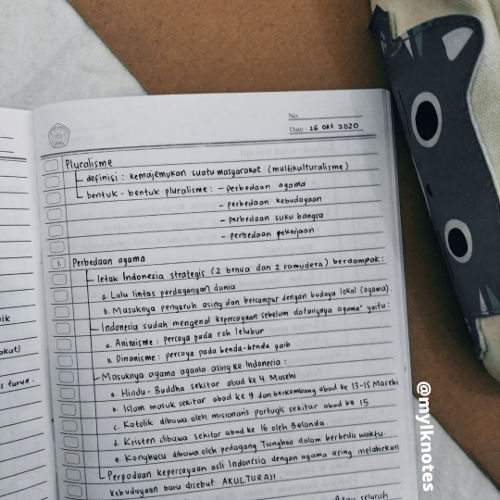 No.
Date 26 Okt 2020
Pluralisme
definisi : kemajemukan suatu masyarakat (multikulturalisme)
bentuk - bentuk pluralisme : - perbedaan agama
- perbedaan kebudayaan
- perbedaan suku bangsa
- perbedaan pekerjaan
1. Perbedaan agama
letak Indonesia strategis (2 benua dan 2 samudera) berdampak :
a. Lalu lintas perdagangan dunia
b. Masuknya pengaruh asing dan bercampur dengan budaya lokal (agama).
Indonesia sudah mengenal kepercayaan sebelum datangnya agama" yaitu :
a. Animisme : percaya pada roh leluhur
b. Dinamisme : percaya pada benda-benda gaib
Masuknya agama agama asing ke Indonesia :
a. Hindu - Buddha sekitar abad ke 4 Masehi
b. Islam masuk sekitar abad ke 9 dan berkembang abad ke 13-15 Masehi
c. Katolik dibawa oleh misionaris portugis sekitar abad ke 15
d. Kristen dibawa sekitar abad ke 16 oleh Belanda.
e. Konghucu dibawa oleh pedagang Tionghoa dalam berbeda waktu.
Perpaduan kepercayaan asli Indonesia dengan agama asing melahirkan
kebudayaan baru disebut AKULTURASI.
Atau seluruh
@mylknotes